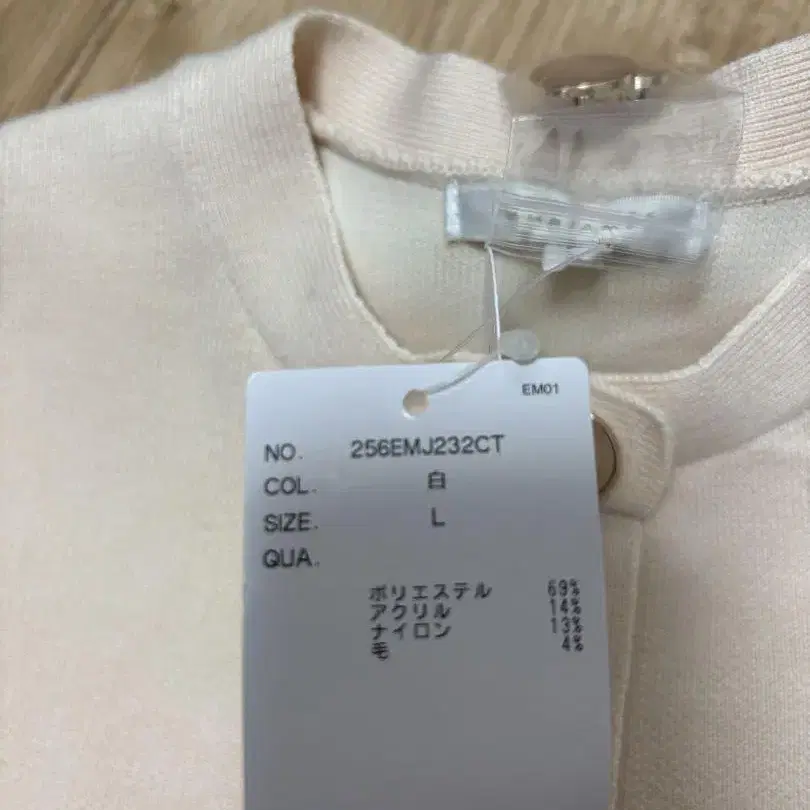 EM01
NO. 256EMJ232CT
COL. 白
SIZE. L
QUA.
ポリエステル 69%
アクリル 14%
ナイロン 13%
毛 4%